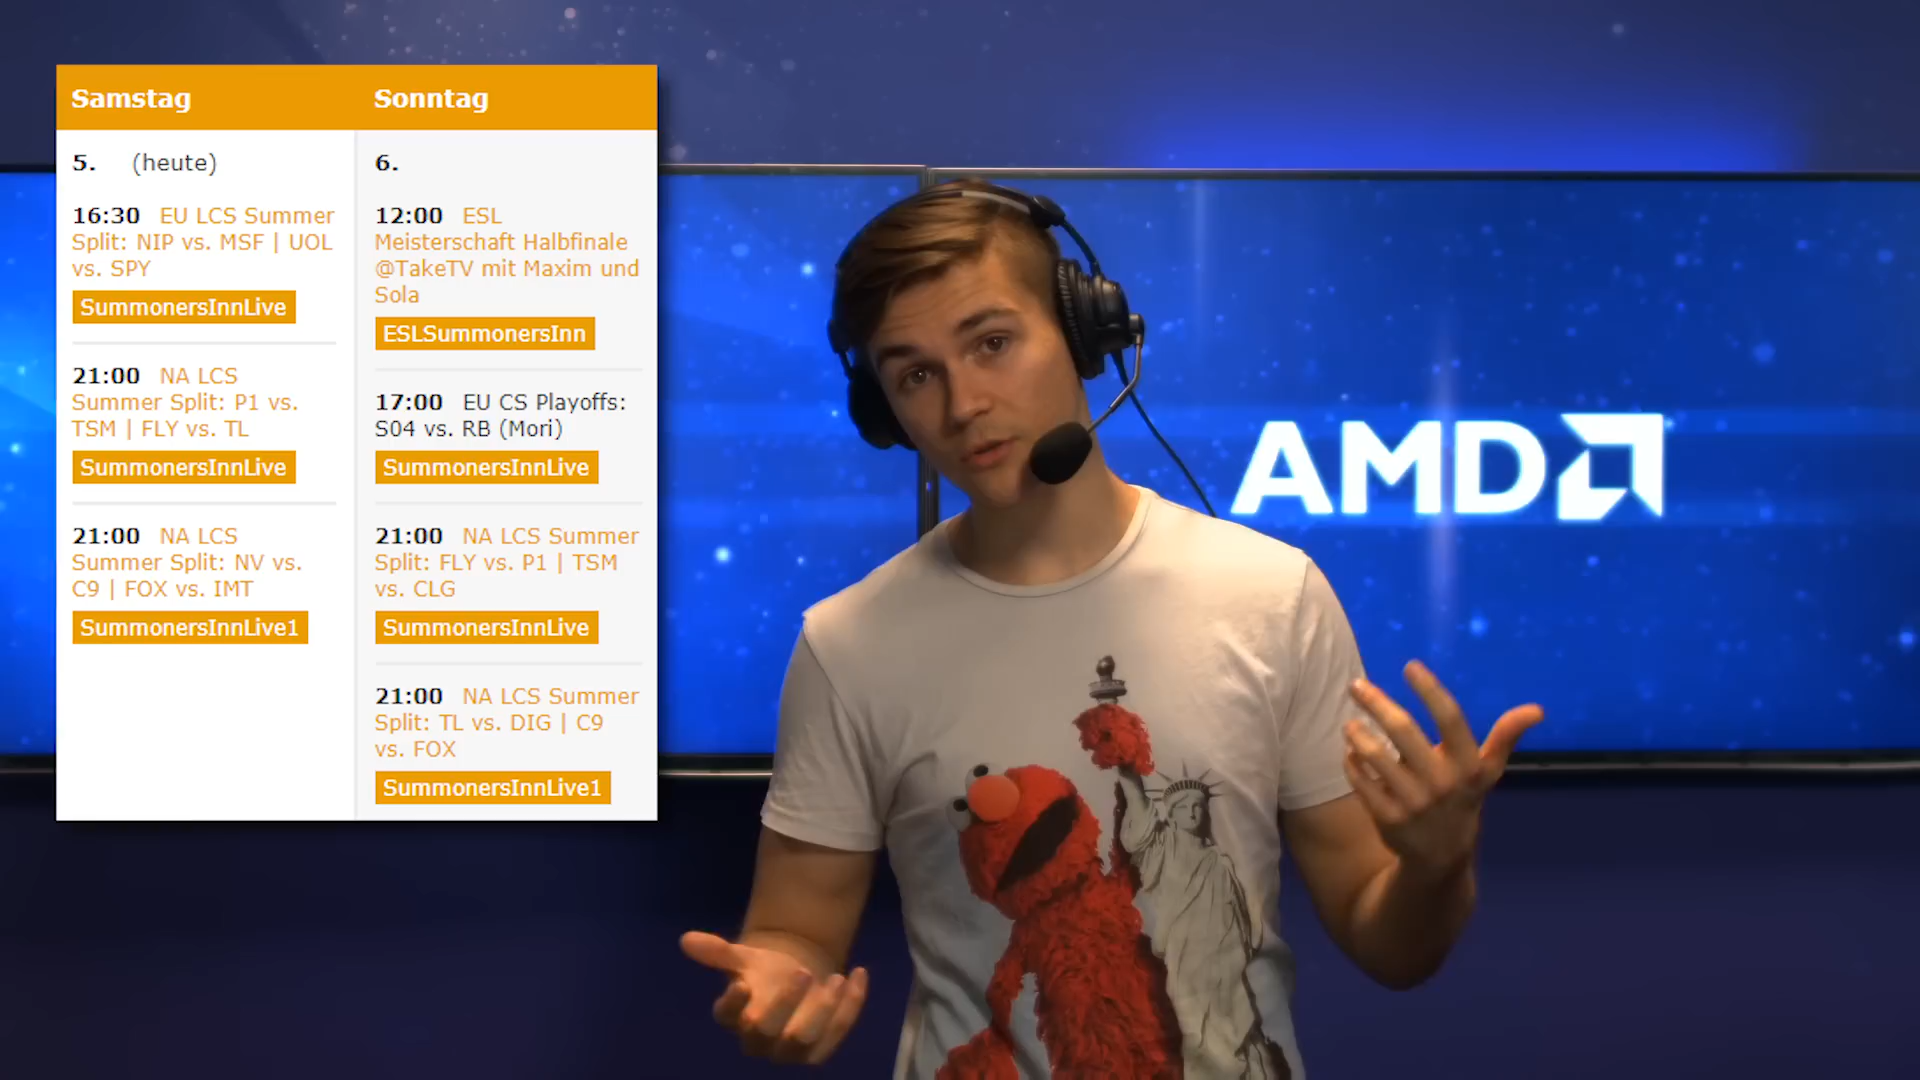 Samstag
5. (heute)
16:30 EU LCS Summer
Split: NIP vs. MSF | UOL
vs. SPY
SummonersInnLive
21:00 NA LCS
Summer Split: P1 vs.
TSM | FLY vs. TL
SummonersInnLive
21:00 NA LCS
Summer Split: NV vs.
C9 | FOX vs. IMT
SummonersInnLive1
Sonntag
6.
12:00 ESL
Meisterschaft Halbfinale
@TakeTV mit Maxim und
Sola
ESLSummonersInn
17:00 EU CS Playoffs:
S04 vs. RB (Mori)
SummonersInnLive
21:00 NA LCS Summer
Split: FLY vs. P1 | TSM
vs. CLG
SummonersInnLive
21:00 NA LCS Summer
Split: TL vs. DIG | C9
vs. FOX
SummonersInnLive1
AMD